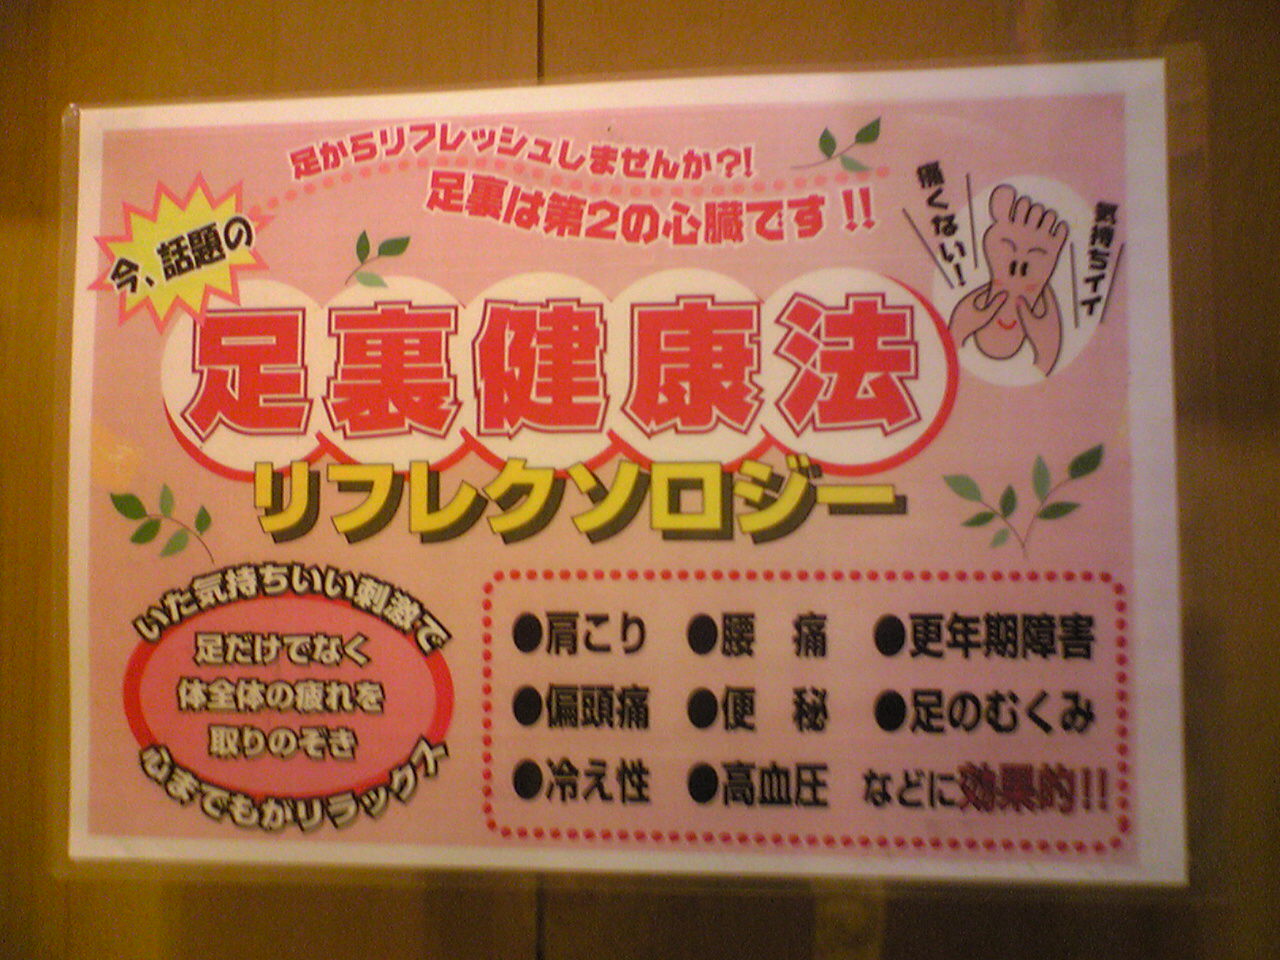 足からリフレッシュしませんか?!
足裏は第2の心臓です!!
今、話題の
痛くない!
気持ちイイ
足裏健康法
リフレクソロジー
いた気持ちいい刺激で
足だけでなく
体全体の疲れを
取りのぞき
心までもがリラックス
●肩こり ●腰 痛 ●更年期障害
●偏頭痛 ●便 秘 ●足のむくみ
●冷え性 ●高血圧 などに効果的!!